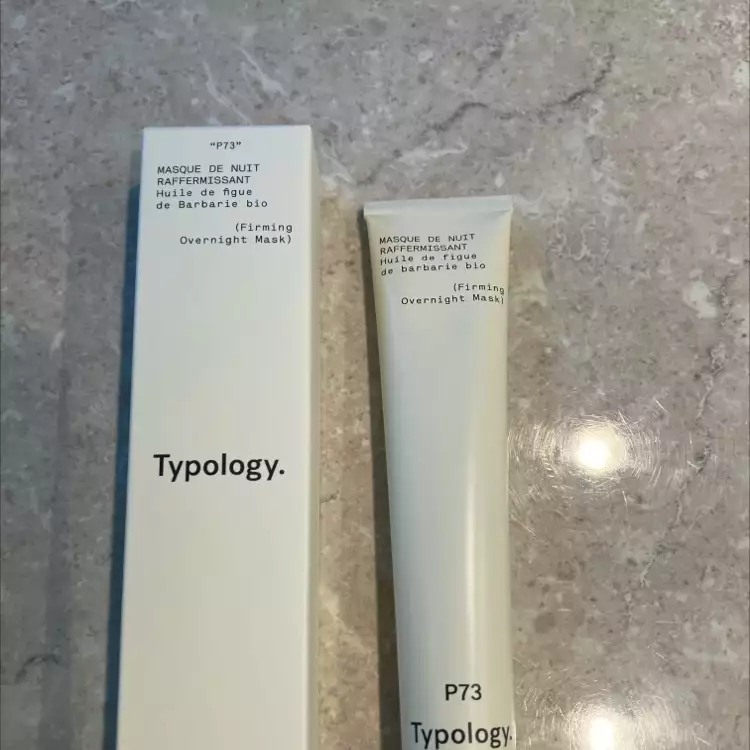 "P73"
MASQUE DE NUIT
RAFFERMISSANT
Huile de figue
de Barbarie bio
(Firming
Overnight Mask)
Typology.
MASQUE DE NUIT
RAFFERMISSANT
Huile de figue
de barbarie bio
(Firming
Overnight Mask)
P73
Typology.